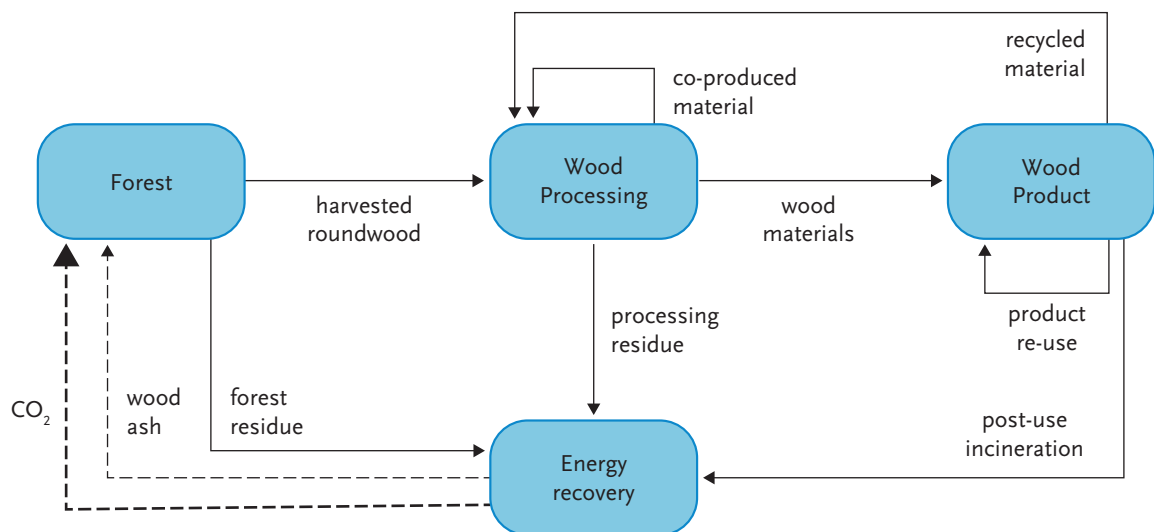 recycled
material
co-produced
material
Forest
Wood
Processing
Wood
Product
harvested
roundwood
wood
materials
processing
residue
product
re-use
CO₂
wood
ash
forest
residue
post-use
incineration
Energy
recovery